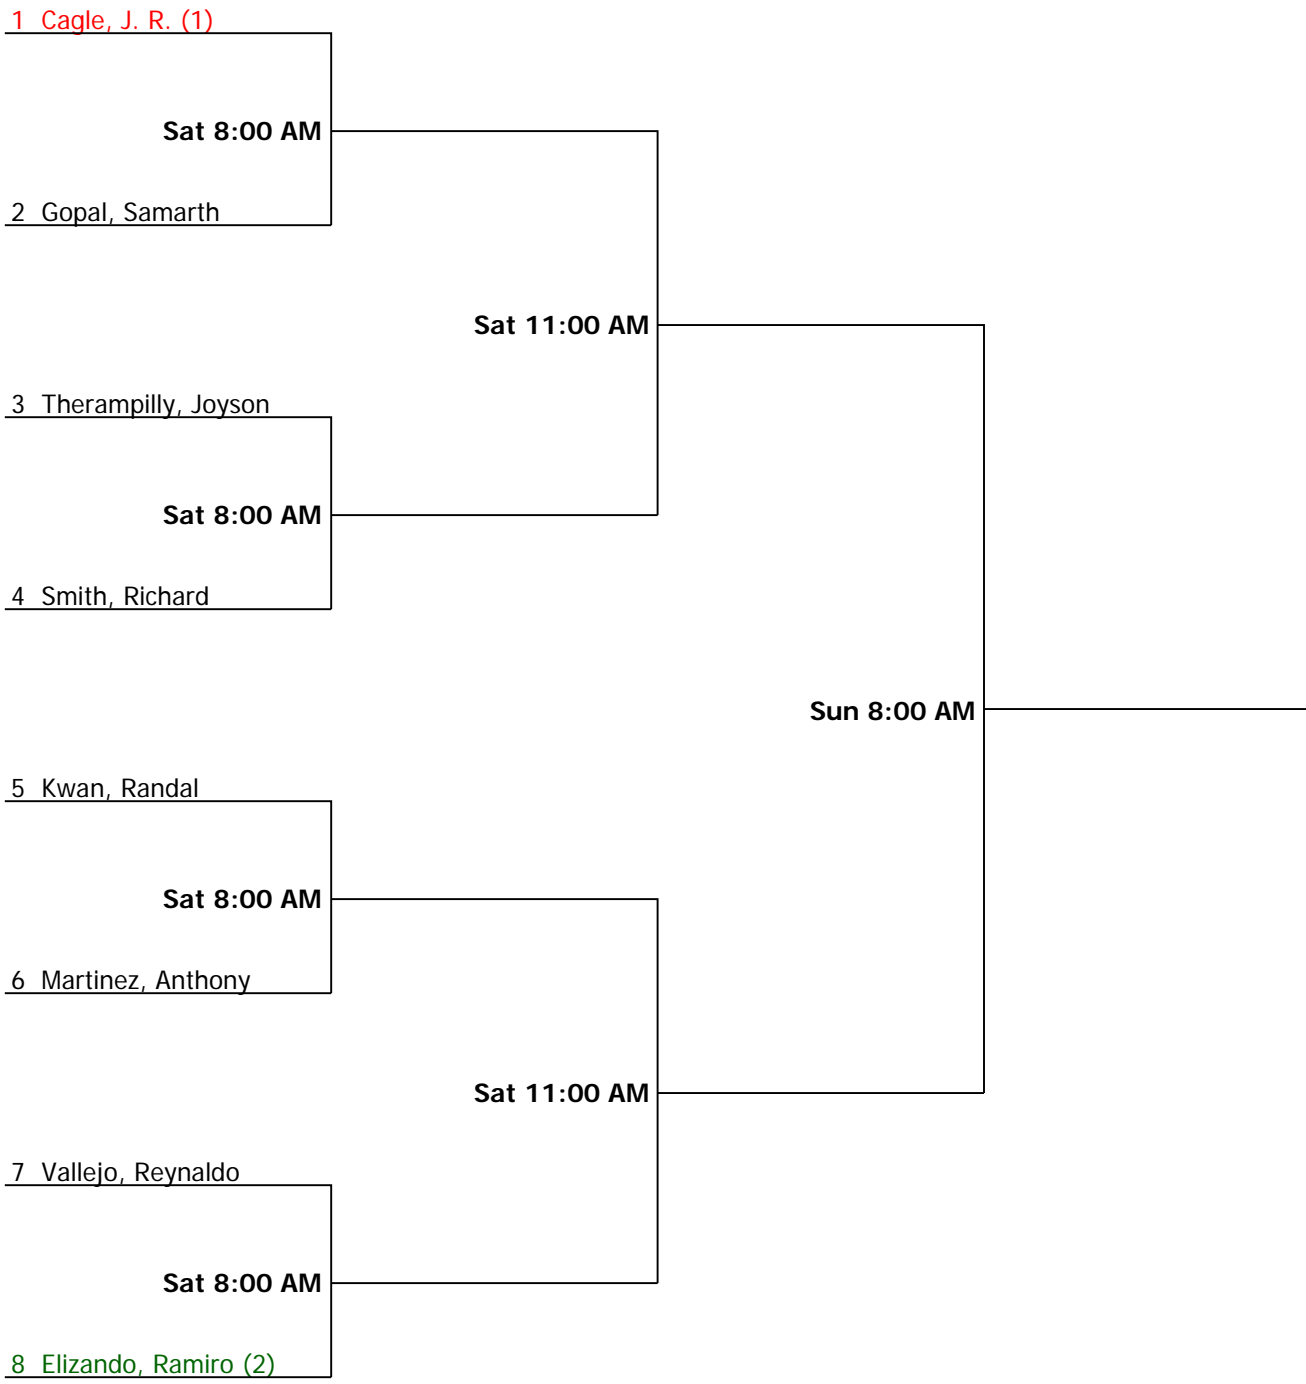 1 Cagle, J. R. (1)
Sat 8:00 AM
2 Gopal, Samarth
Sat 11:00 AM
3 Therampilly, Joyson
Sat 8:00 AM
4 Smith, Richard
Sun 8:00 AM
5 Kwan, Randal
Sat 8:00 AM
6 Martinez, Anthony
Sat 11:00 AM
7 Vallejo, Reynaldo
Sat 8:00 AM
8 Elizando, Ramiro (2)